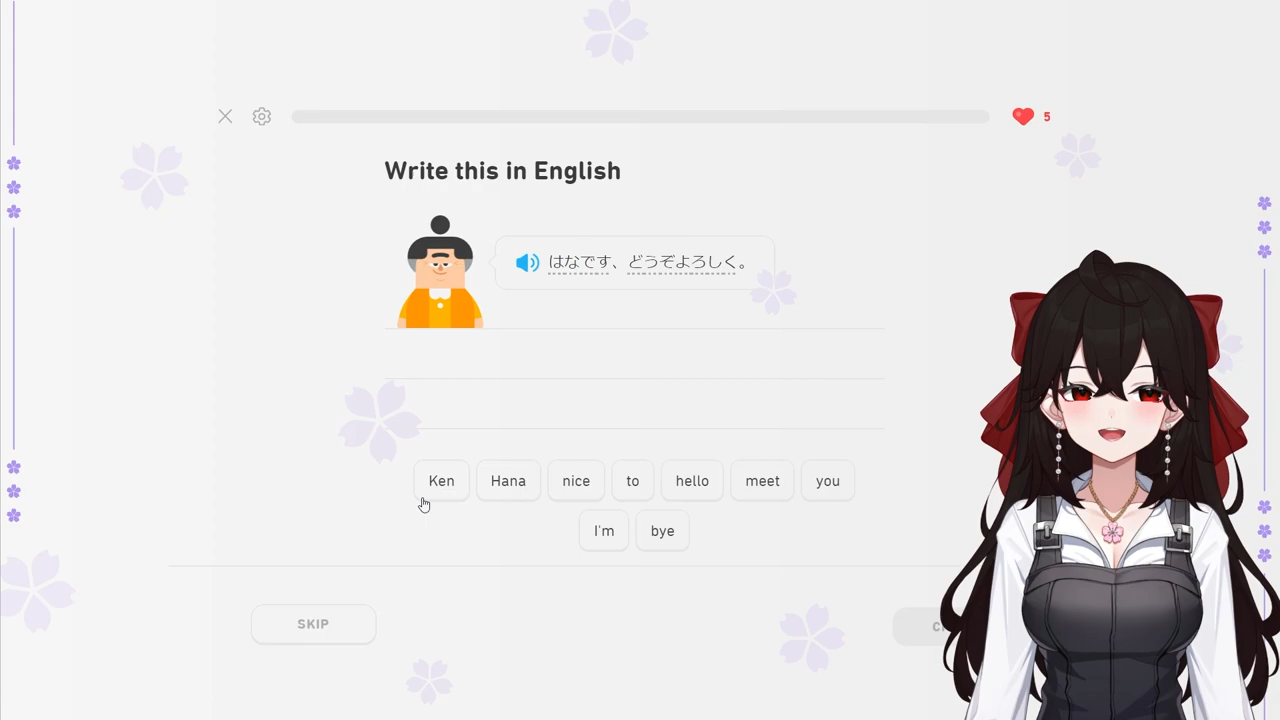 5
Write this in English
はなです、どうぞよろしく。
Ken Hana nice to hello meet you
I'm bye
SKIP